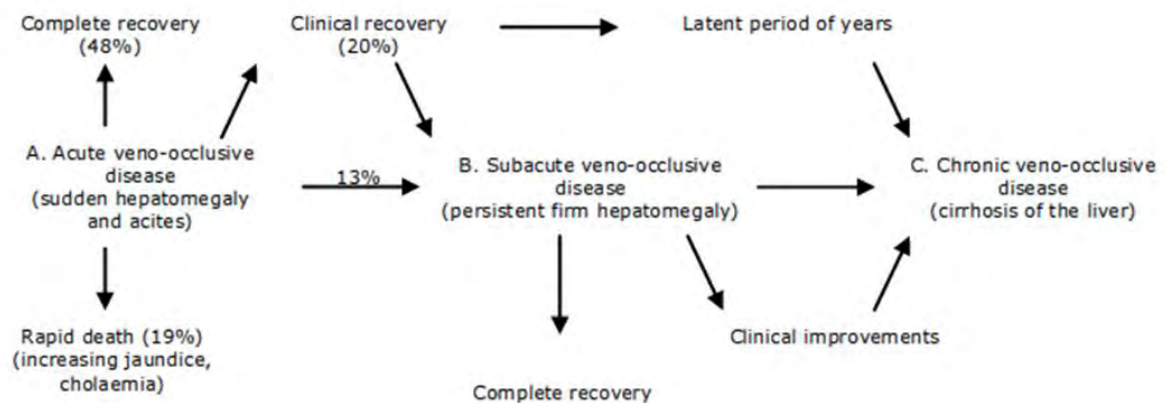 Complete recovery
(48%)
Clinical recovery
(20%)
Latent period of years
A. Acute veno-occlusive
disease
(sudden hepatomegaly
and acites)
13%
B. Subacute veno-occlusive
disease
(persistent firm hepatomegaly)
C. Chronic veno-occlusive
disease
(cirrhosis of the liver)
Rapid death (19%)
(increasing jaundice,
cholaemia)
Clinical improvements
Complete recovery